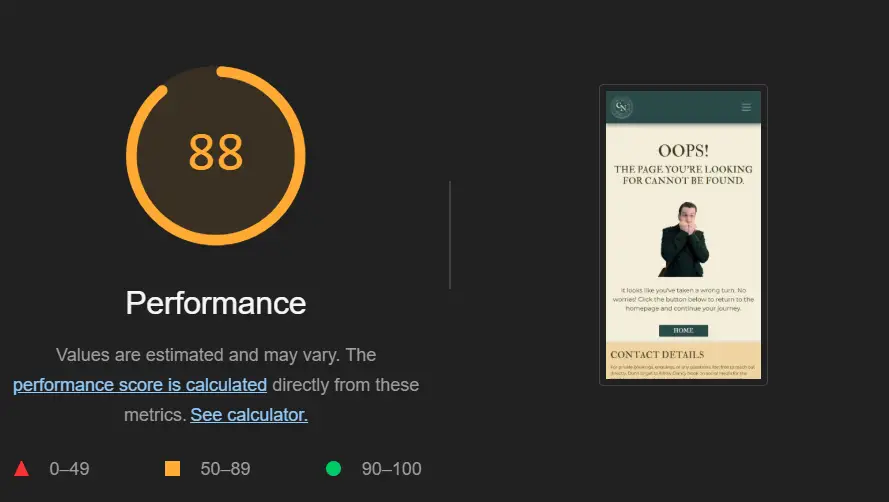 88
Performance
Values are estimated and may vary. The
performance score is calculated directly from these
metrics. See calculator.
0–49
50–89
90–100
OOPS!
THE PAGE YOU'RE LOOKING
FOR CANNOT BE FOUND.
It looks like you've taken a wrong turn. No
worries! Click the button below to return to the
homepage and continue your journey.
HOME
CONTACT DETAILS